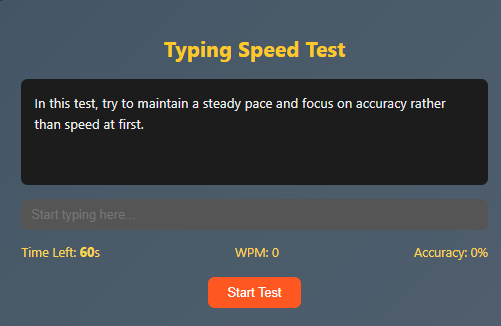 Typing Speed Test
In this test, try to maintain a steady pace and focus on accuracy rather
than speed at first.
Start typing here...
Time Left: 60s WPM: 0 Accuracy: 0%
Start Test